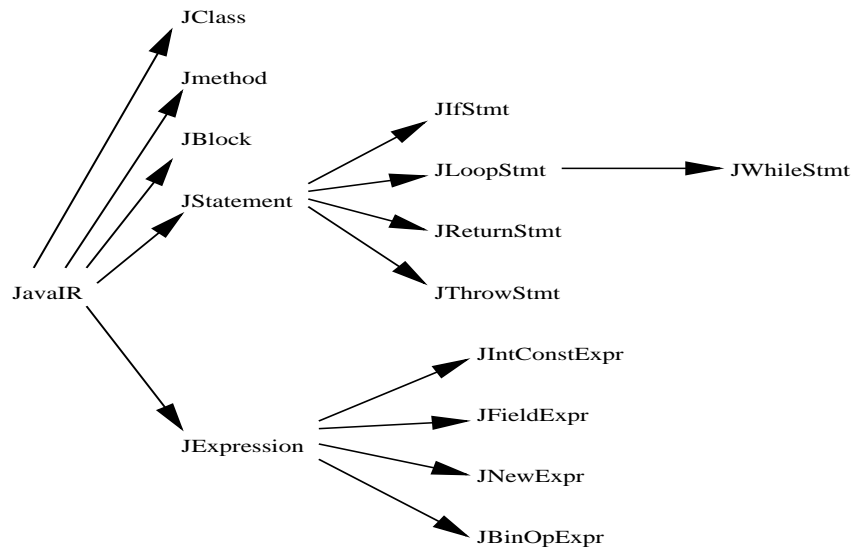 JClass
Jmethod
JBlock
JStatement
JavaIR
JExpression
JIfStmt
JLoopStmt
JWhileStmt
JReturnStmt
JThrowStmt
JIntConstExpr
JFieldExpr
JNewExpr
JBinOpExpr